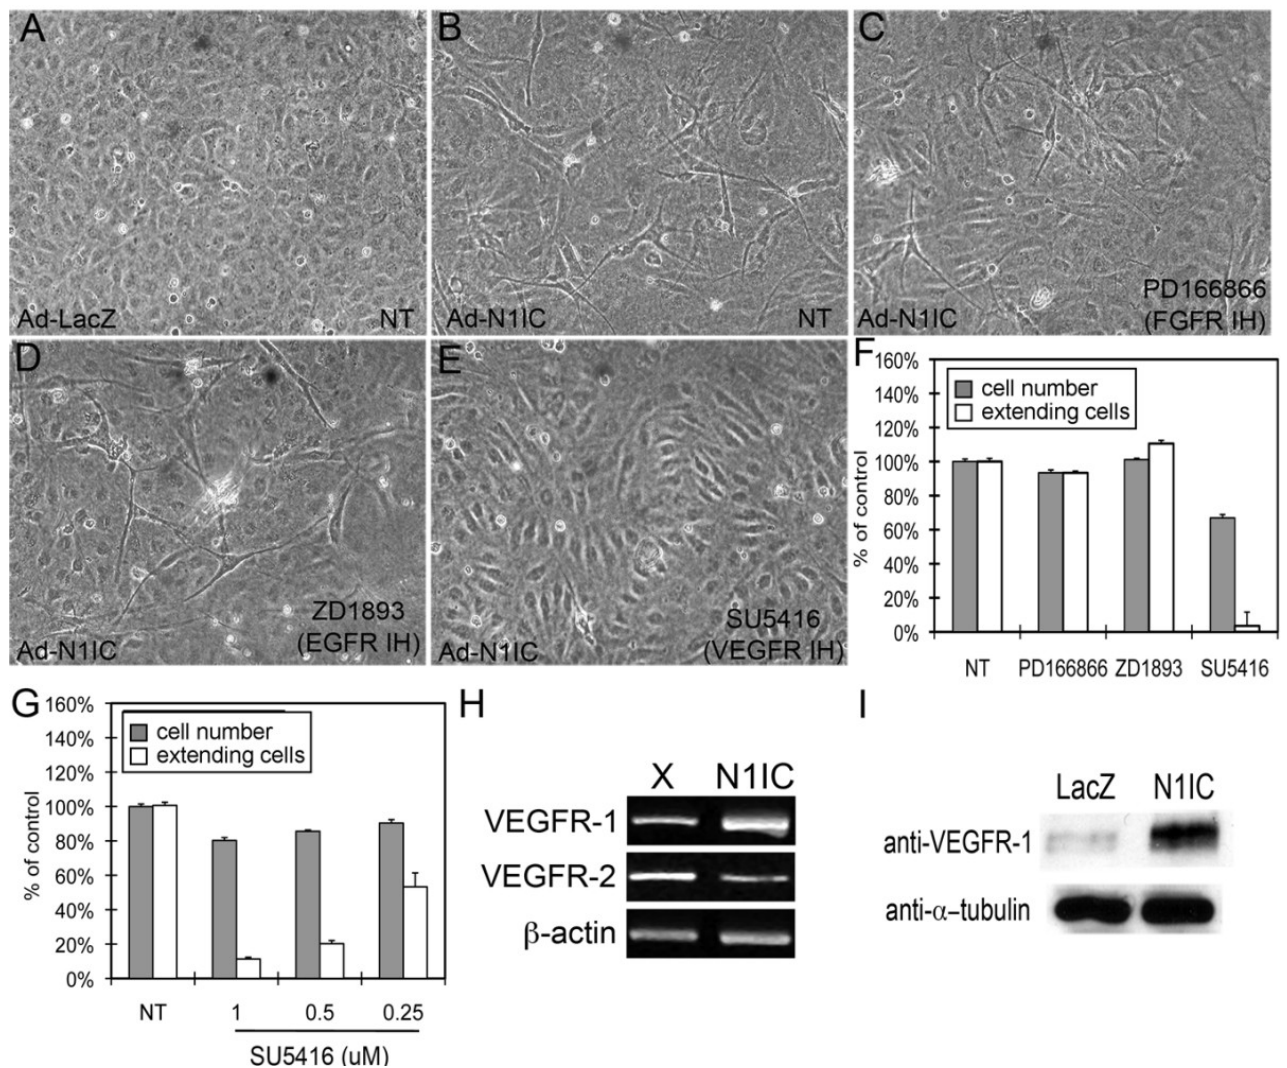 A
Ad-LacZ NT
B
Ad-N1IC NT
C
PD166866
Ad-N1IC (FGFR IH)
D
ZD1893
(EGFR IH)
Ad-N1IC
E
SU5416
Ad-N1IC (VEGFR IH)
F
160%
140%
120%
100%
80%
60%
40%
20%
0%
% of control
cell number
extending cells
NT PD166866 ZD1893 SU5416
G
160%
140%
120%
100%
80%
60%
40%
20%
0%
% of control
cell number
extending cells
NT 1 0.5 0.25
SU5416 (uM)
H
X N1IC
VEGFR-1
VEGFR-2
β-actin
I
LacZ N1IC
anti-VEGFR-1
anti-α–tubulin